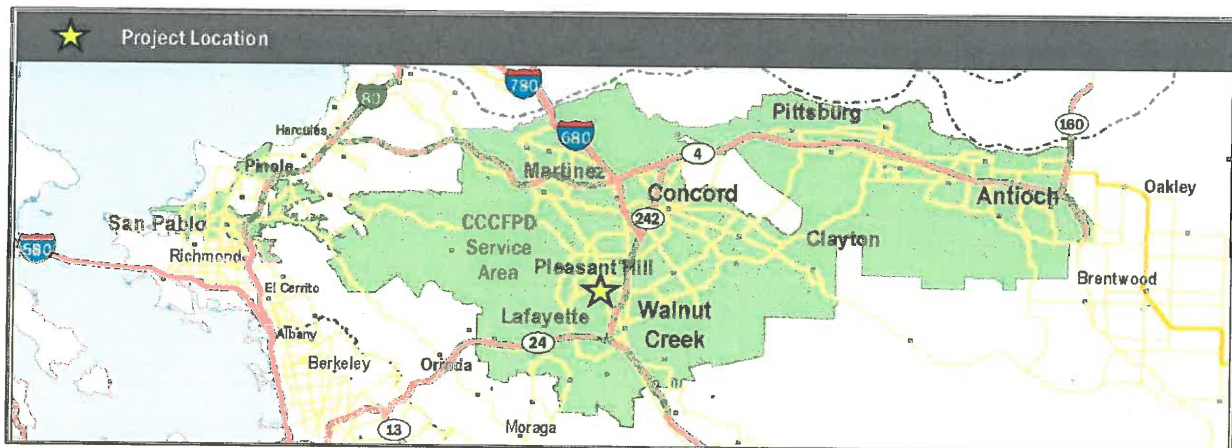 Project Location
780
80
Hercules
680
Pittsburg
160
4
Pinole
Martinez
Concord
Antioch
Oakley
San Pablo
242
CCCFPD
Service
Area
Clayton
580
Richmond
Pleasant Hill
Brentwood
El Cerrito
Lafayette
Walnut
Creek
Albany
24
Berkeley
Orinda
Moraga
13